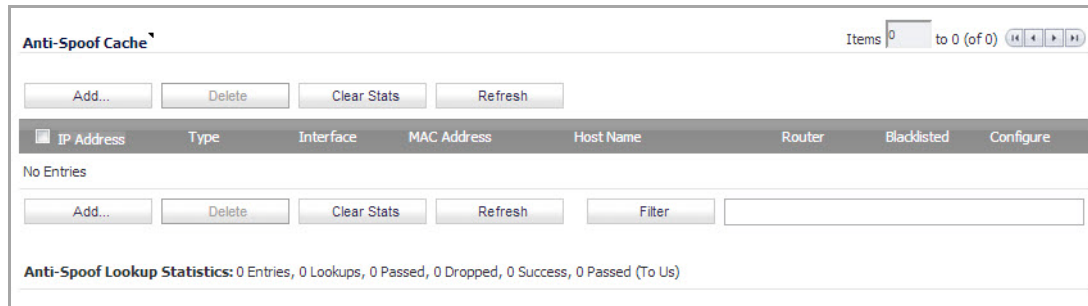 Anti-Spoof Cache Items 0 to 0 (of 0)
Add... Delete Clear Stats Refresh
IP Address Type Interface MAC Address Host Name Router Blacklisted Configure
No Entries
Add... Delete Clear Stats Refresh Filter
Anti-Spoof Lookup Statistics: 0 Entries, 0 Lookups, 0 Passed, 0 Dropped, 0 Success, 0 Passed (To Us)